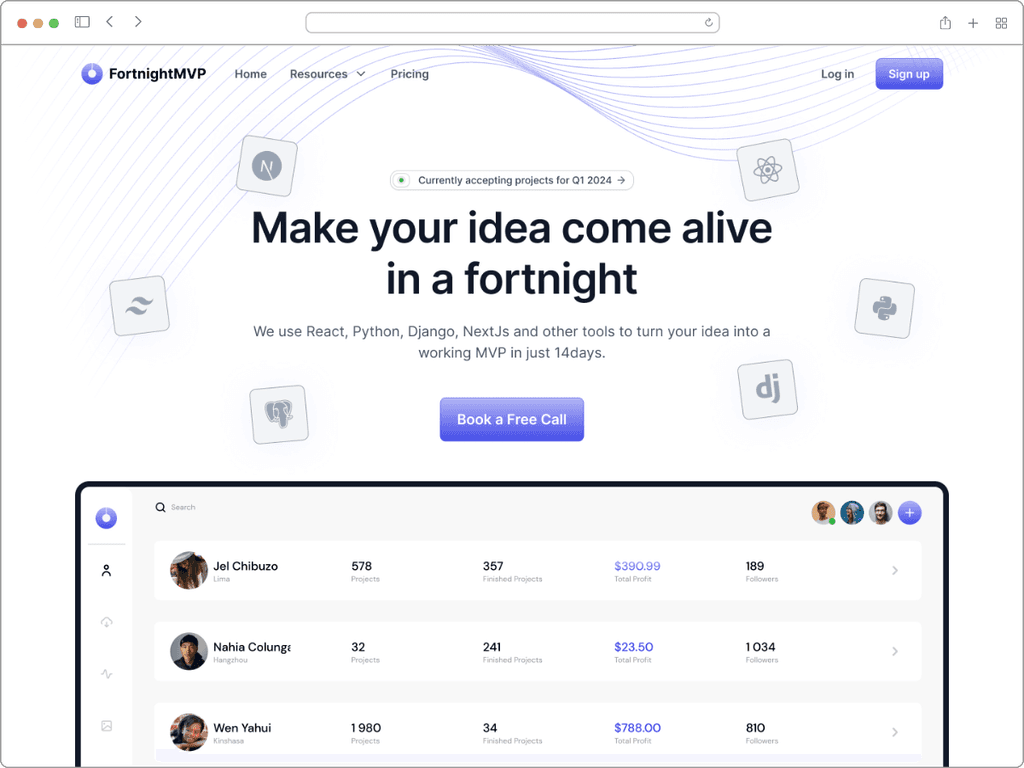 FortnightMVP Home Resources Pricing Log in Sign up
N
Currently accepting projects for Q1 2024 →
Make your idea come alive
in a fortnight
We use React, Python, Django, NextJs and other tools to turn your idea into a
working MVP in just 14days.
dj
Book a Free Call
Search
Jel Chibuzo 578 357 $390.99 189
Lima Projects Finished Projects Total Profit Followers
Nahia Colunga 32 241 $23.50 1 034
Hangzhou Projects Finished Projects Total Profit Followers
Wen Yahui 1 980 34 $788.00 810
Kinshasa Projects Finished Projects Total Profit Followers